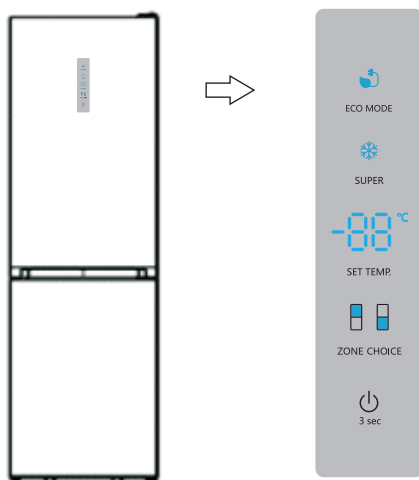 ECO MODE
SUPER
-88 °C
SET TEMP.
ZONE CHOICE
3 sec